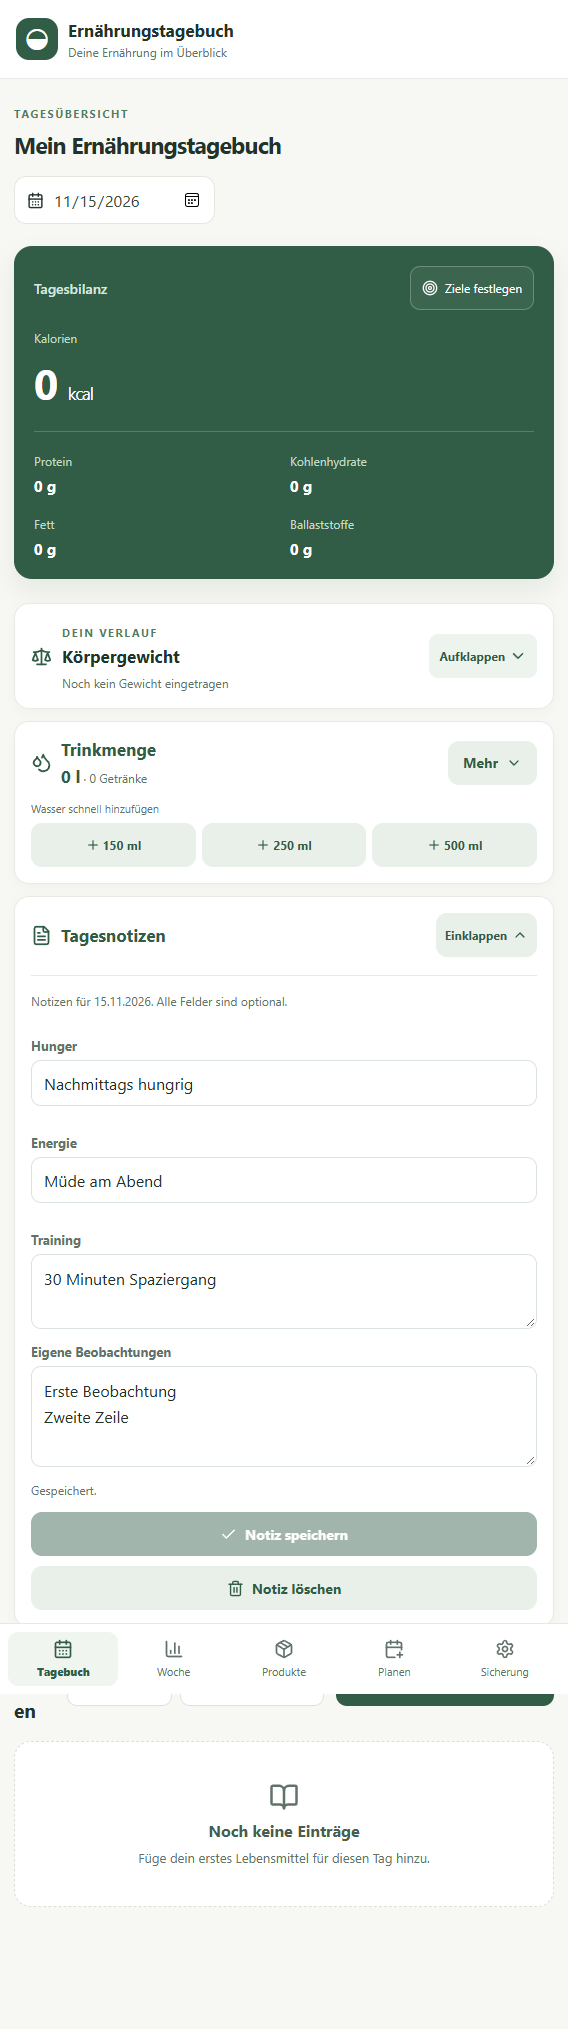 Ernährungstagebuch
Deine Ernährung im Überblick
TAGESÜBERSICHT
Mein Ernährungstagebuch
11/15/2026
Tagesbilanz
Ziele festlegen
Kalorien
0 kcal
Protein
0 g
Kohlenhydrate
0 g
Fett
0 g
Ballaststoffe
0 g
DEIN VERLAUF
Körpergewicht
Noch kein Gewicht eingetragen
Aufklappen
Trinkmenge
0 l · 0 Getränke
Mehr
Wasser schnell hinzufügen
+ 150 ml
+ 250 ml
+ 500 ml
Tagesnotizen
Einklappen
Notizen für 15.11.2026. Alle Felder sind optional.
Hunger
Nachmittags hungrig
Energie
Müde am Abend
Training
30 Minuten Spaziergang
Eigene Beobachtungen
Erste Beobachtung
Zweite Zeile
Gespeichert.
Notiz speichern
Notiz löschen
Tagebuch
Woche
Produkte
Planen
Sicherung
en
Noch keine Einträge
Füge dein erstes Lebensmittel für diesen Tag hinzu.